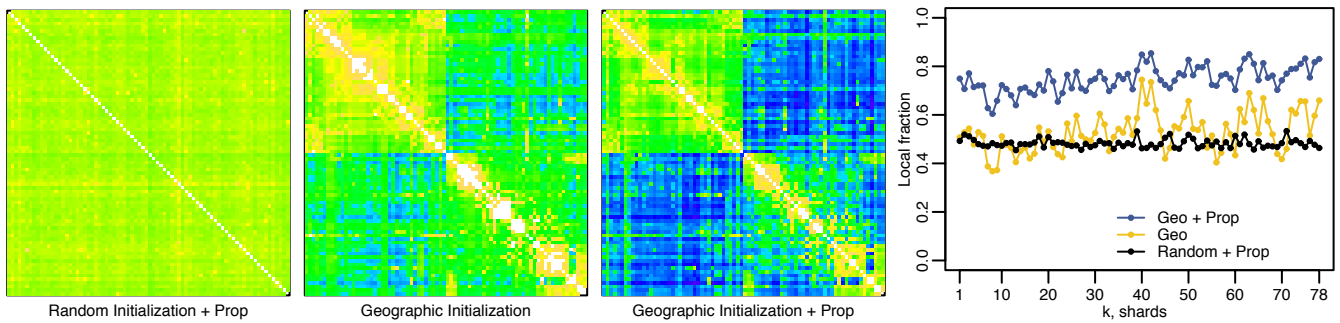 Random Initialization + Prop
Geographic Initialization
Geographic Initialization + Prop
Local fraction
1.0
0.8
0.6
0.4
0.2
0.0
Geo + Prop
Geo
Random + Prop
1 10 20 30 40 50 60 70 78
k, shards